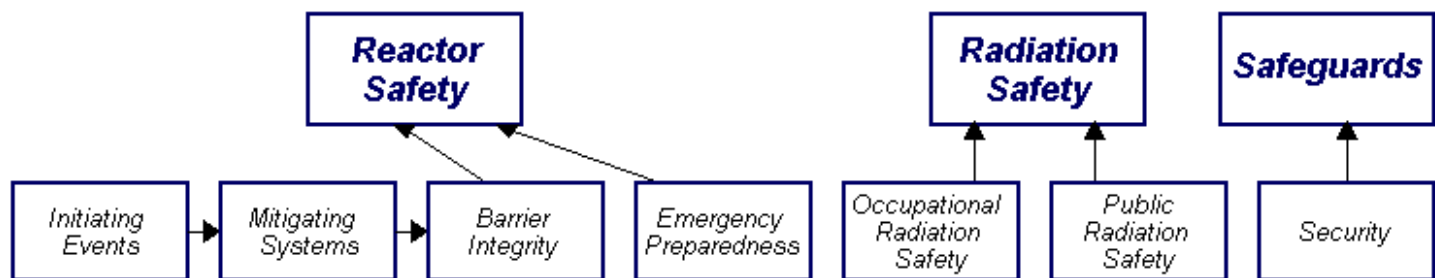 Reactor
Safety
Radiation
Safety
Safeguards
Initiating
Events
Mitigating
Systems
Barrier
Integrity
Emergency
Preparedness
Occupational
Radiation
Safety
Public
Radiation
Safety
Security